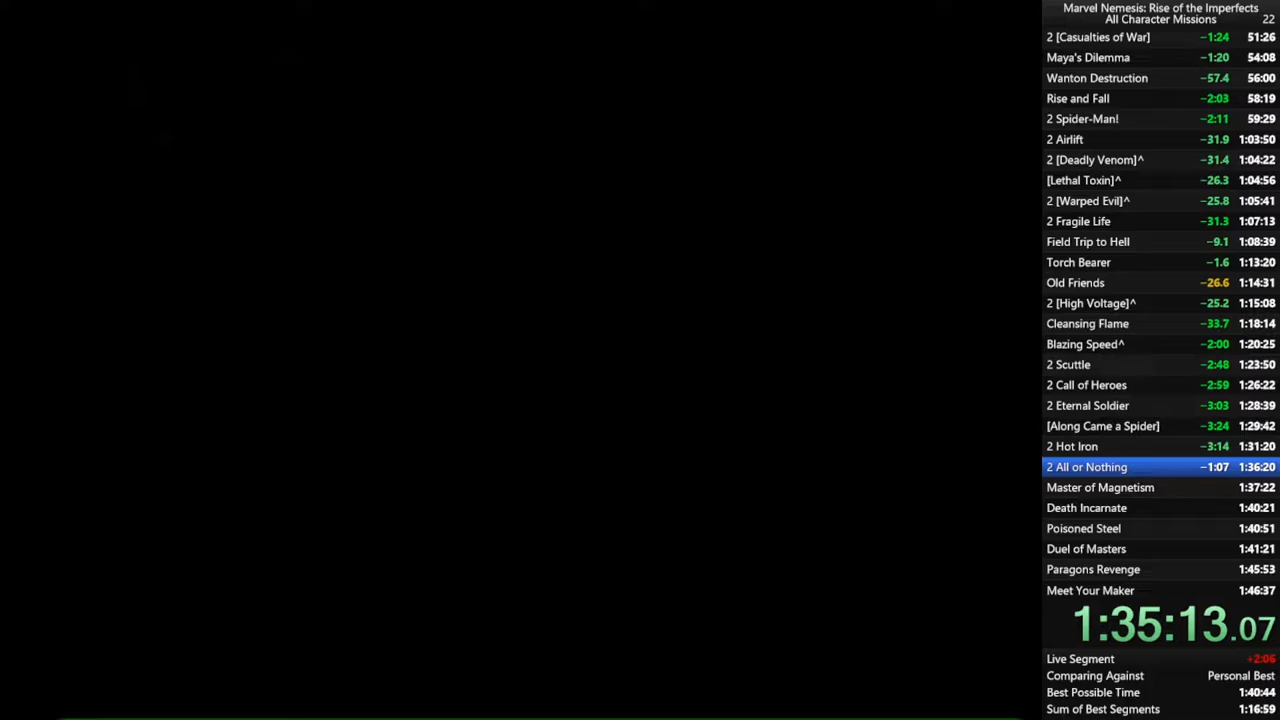 Marvel Nemesis: Rise of the Imperfects
All Character Missions 22
2 [Casualties of War] −1:24 51:26
Maya's Dilemma −1:20 54:08
Wanton Destruction −57.4 56:00
Rise and Fall −2:03 58:19
2 Spider-Man! −2:11 59:29
2 Airlift −31.9 1:03:50
2 [Deadly Venom]^ −31.4 1:04:22
[Lethal Toxin]^ −26.3 1:04:56
2 [Warped Evil]^ −25.8 1:05:41
2 Fragile Life −31.3 1:07:13
Field Trip to Hell −9.1 1:08:39
Torch Bearer −1.6 1:13:20
Old Friends −26.6 1:14:31
2 [High Voltage]^ −25.2 1:15:08
Cleansing Flame −33.7 1:18:14
Blazing Speed^ −2:00 1:20:25
2 Scuttle −2:48 1:23:50
2 Call of Heroes −2:59 1:26:22
2 Eternal Soldier −3:03 1:28:39
[Along Came a Spider] −3:24 1:29:42
2 Hot Iron −3:14 1:31:20
2 All or Nothing −1:07 1:36:20
Master of Magnetism 1:37:22
Death Incarnate 1:40:21
Poisoned Steel 1:40:51
Duel of Masters 1:41:21
Paragons Revenge 1:45:53
Meet Your Maker 1:46:37
1:35:13.07
Live Segment +2:06
Comparing Against Personal Best
Best Possible Time 1:40:44
Sum of Best Segments 1:16:59